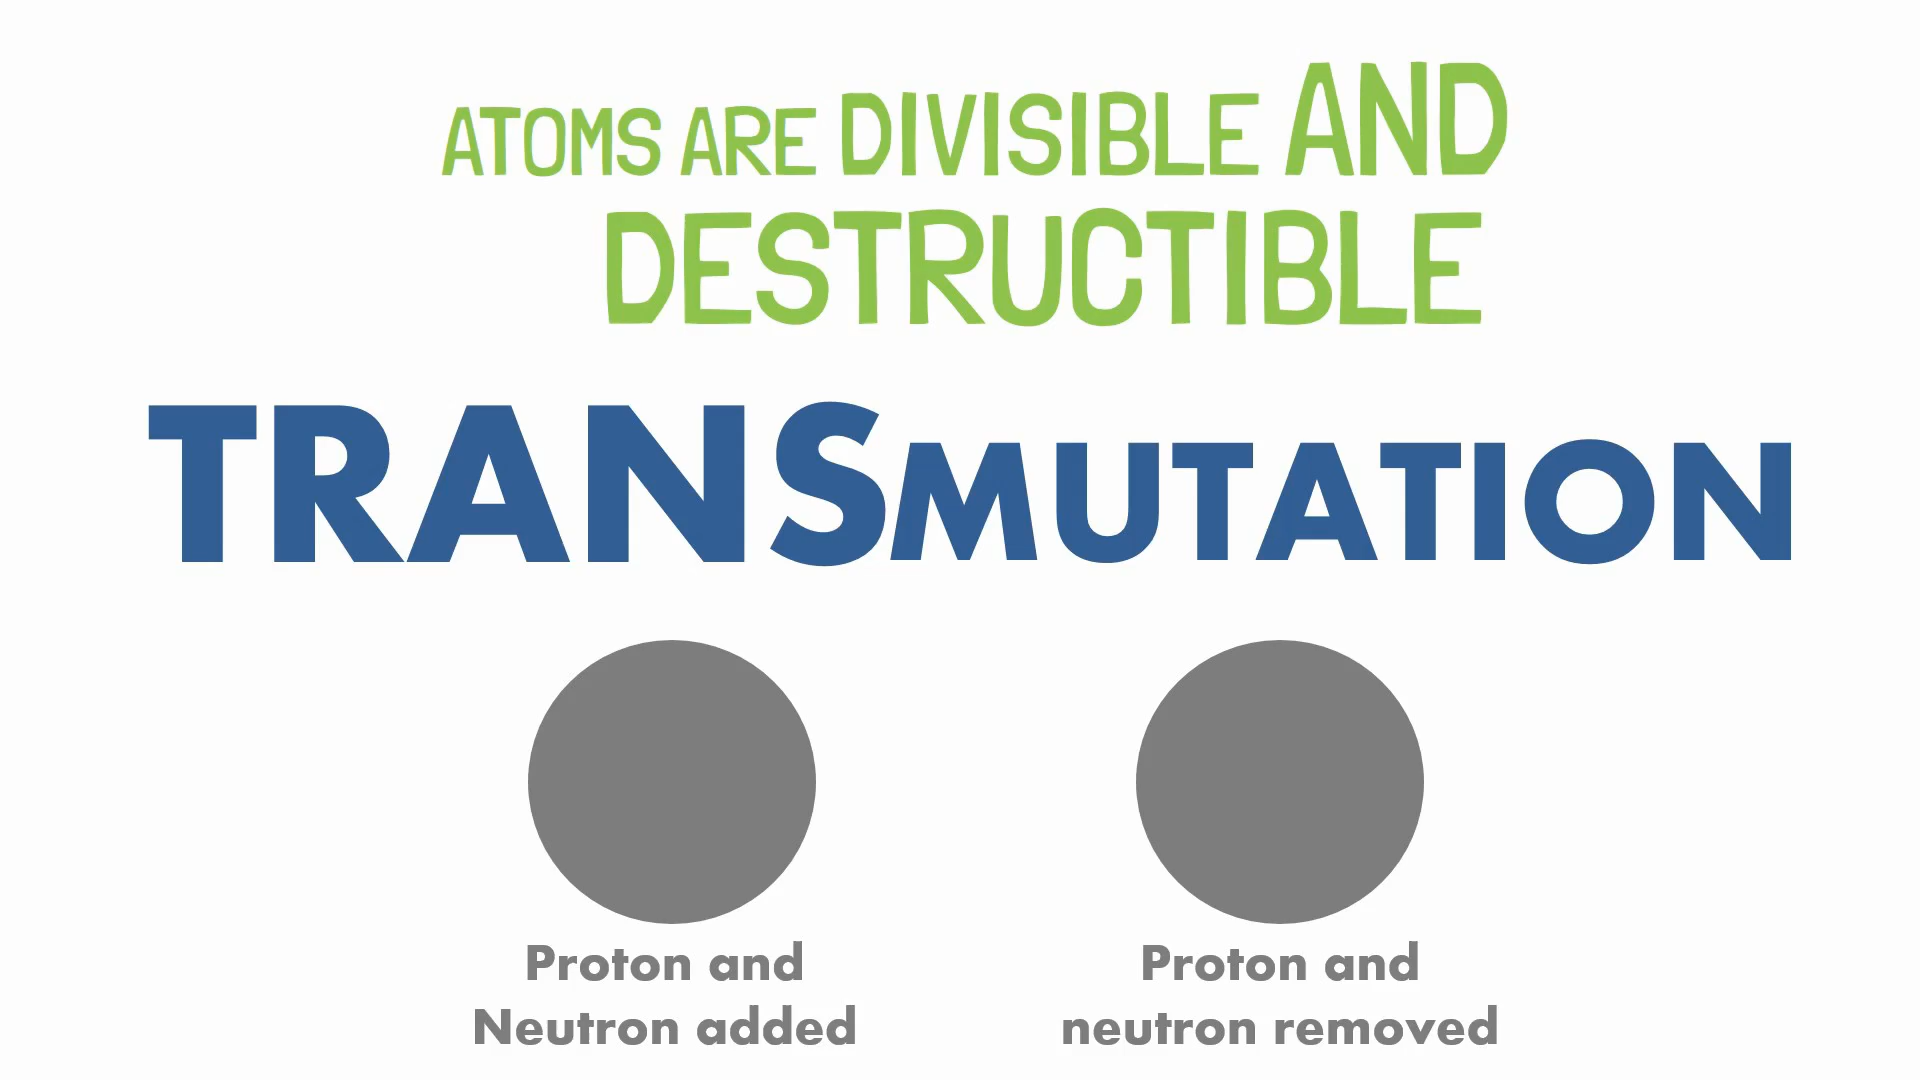 ATOMS ARE DIVISIBLE AND
DESTRUCTIBLE
TRANSMUTATION
Proton and
Neutron added
Proton and
neutron removed